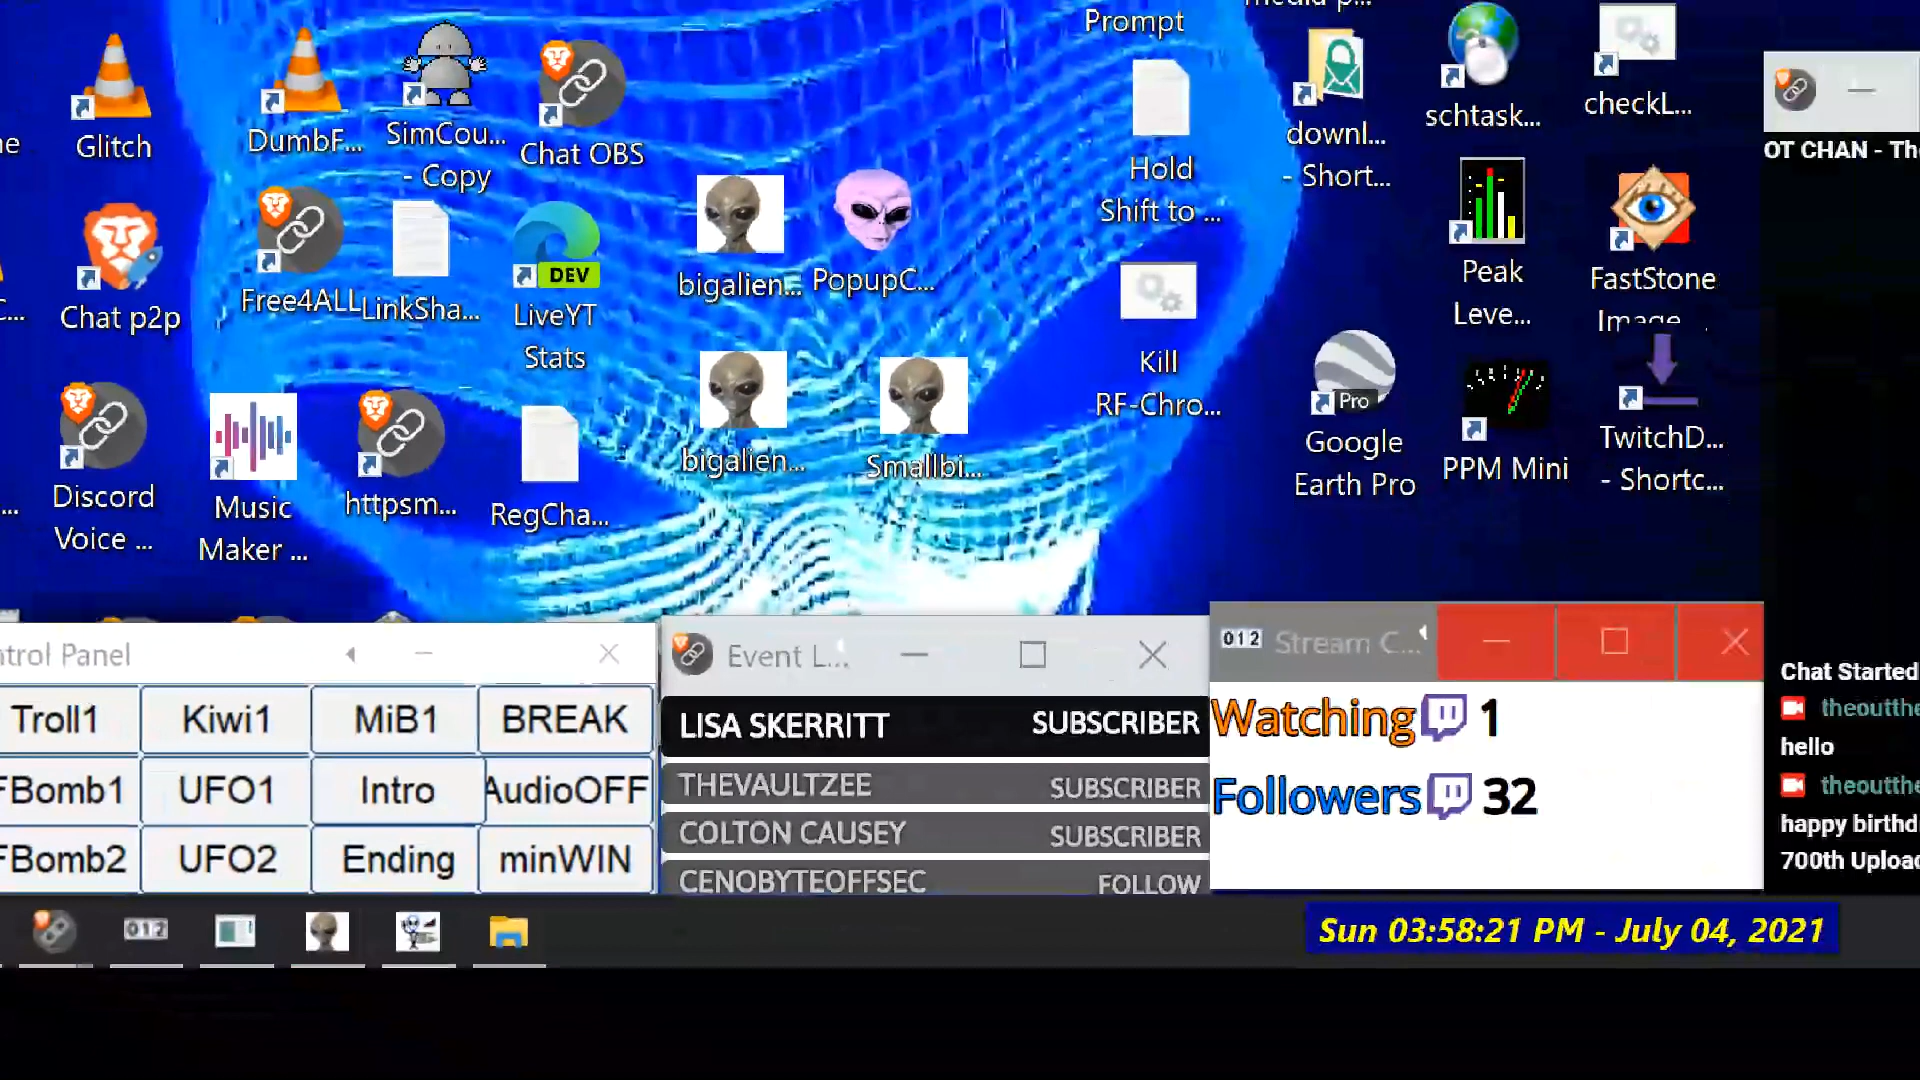 Prompt
Glitch
DumbF...
SimCou...
- Copy
Chat OBS
Hold
Shift to ...
downl...
- Short...
schtask...
checkL...
OT CHAN - Th
Chat p2p
Free4ALL
LinkSha...
DEV
LiveYT
Stats
bigalien...
PopupC...
Peak
Leve...
FastStone
Image ...
Kill
RF-Chro...
Discord
Voice ...
Music
Maker ...
httpsm...
RegCha...
bigalien...
Smallbi...
Pro
Google
Earth Pro
PPM Mini
TwitchD...
- Shortc...
ntrol Panel
Troll1
Kiwi1
MiB1
BREAK
FBomb1
UFO1
Intro
AudioOFF
FBomb2
UFO2
Ending
minWIN
Event L...
LISA SKERRITT SUBSCRIBER
THEVAULTZEE SUBSCRIBER
COLTON CAUSEY SUBSCRIBER
CENOBYTEOFFSEC FOLLOW
012 Stream C...
Watching 1
Followers 32
Chat Started
theoutthe
hello
theoutthe
happy birthd
700th Uploa
012
Sun 03:58:21 PM - July 04, 2021